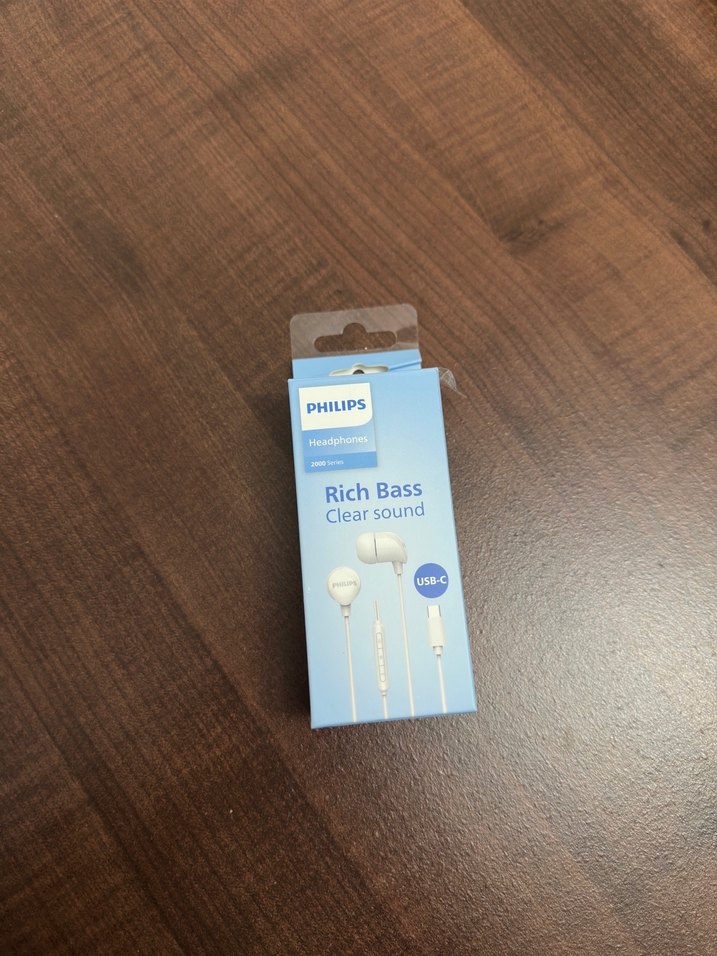 PHILIPS
Headphones
2000 Series
Rich Bass
Clear sound
USB-C
PHILIPS